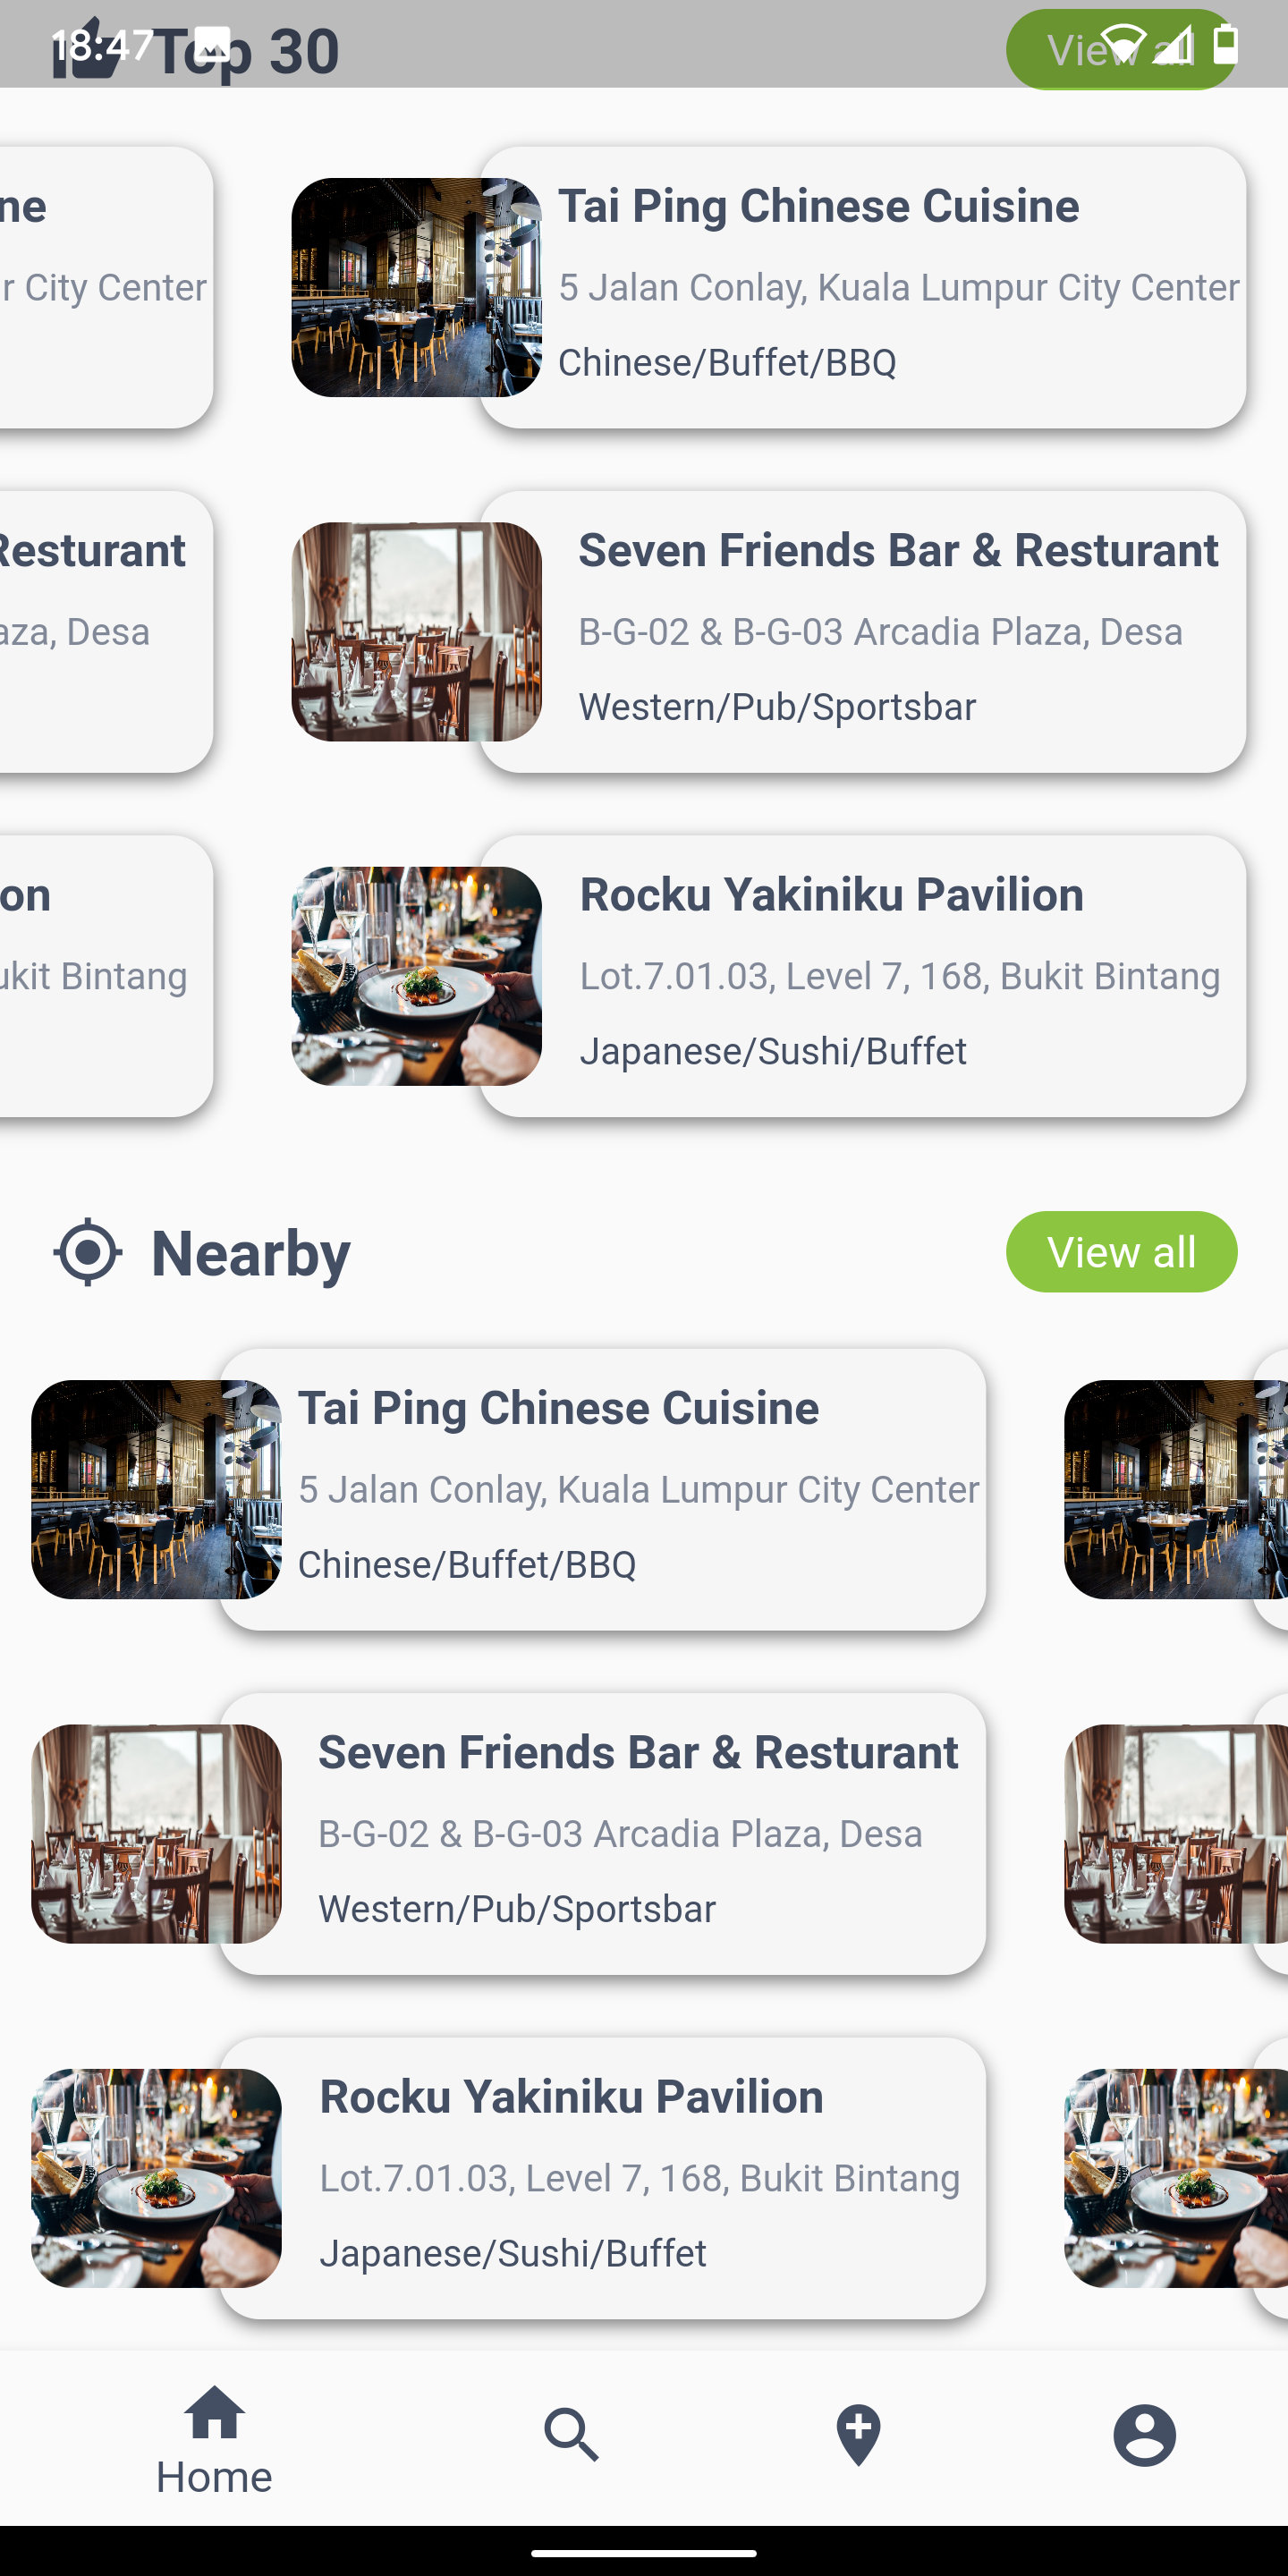 18:47
Top 30
View all
ne
Tai Ping Chinese Cuisine
r City Center
5 Jalan Conlay, Kuala Lumpur City Center
Chinese/Buffet/BBQ
Resturant
Seven Friends Bar & Resturant
aza, Desa
B-G-02 & B-G-03 Arcadia Plaza, Desa
Western/Pub/Sportsbar
on
Rocku Yakiniku Pavilion
ukit Bintang
Lot.7.01.03, Level 7, 168, Bukit Bintang
Japanese/Sushi/Buffet
Nearby
View all
Tai Ping Chinese Cuisine
5 Jalan Conlay, Kuala Lumpur City Center
Chinese/Buffet/BBQ
Seven Friends Bar & Resturant
B-G-02 & B-G-03 Arcadia Plaza, Desa
Western/Pub/Sportsbar
Rocku Yakiniku Pavilion
Lot.7.01.03, Level 7, 168, Bukit Bintang
Japanese/Sushi/Buffet
Home